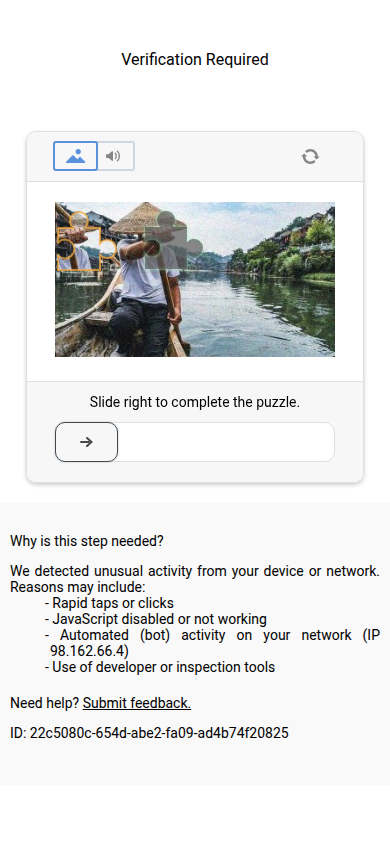 Verification Required
Slide right to complete the puzzle.
Why is this step needed?
We detected unusual activity from your device or network.
Reasons may include:
- Rapid taps or clicks
- JavaScript disabled or not working
- Automated (bot) activity on your network (IP
98.162.66.4)
- Use of developer or inspection tools
Need help? Submit feedback.
ID: 22c5080c-654d-abe2-fa09-ad4b74f20825